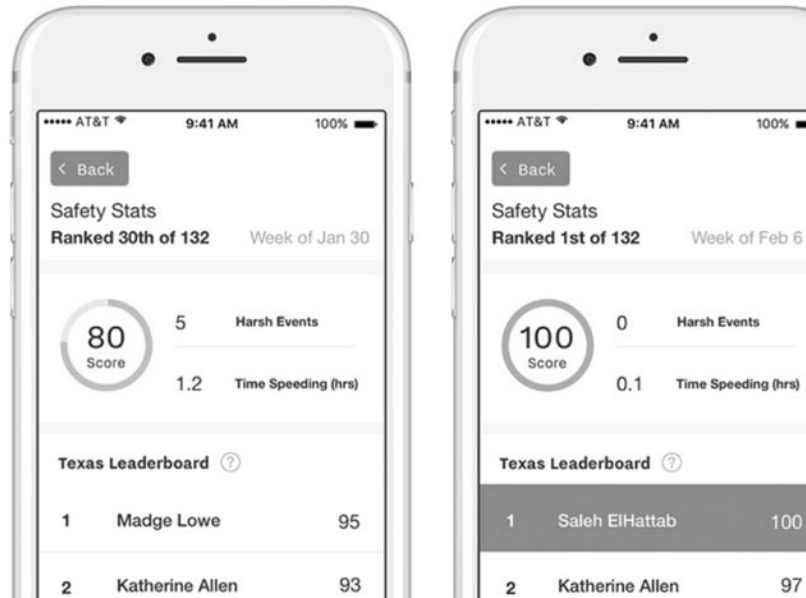 AT&T 9:41 AM 100%
< Back
Safety Stats
Ranked 30th of 132 Week of Jan 30
80
Score
5 Harsh Events
1.2 Time Speeding (hrs)
Texas Leaderboard ?
1 Madge Lowe 95
2 Katherine Allen 93
AT&T 9:41 AM 100%
< Back
Safety Stats
Ranked 1st of 132 Week of Feb 6
100
Score
0 Harsh Events
0.1 Time Speeding (hrs)
Texas Leaderboard ?
1 Saleh ElHattab 100
2 Katherine Allen 97